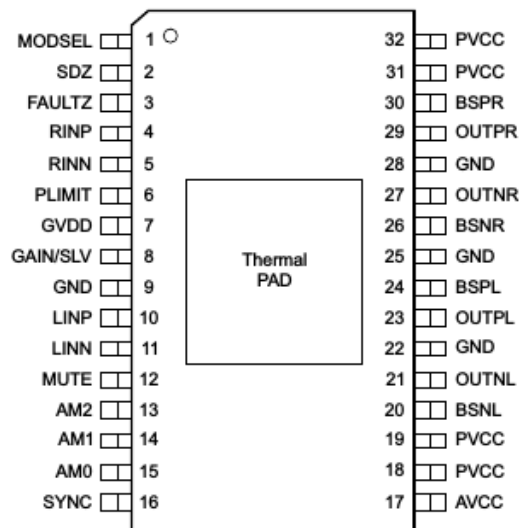 MODSEL 1 32 PVCC
SDZ 2 31 PVCC
FAULTZ 3 30 BSPR
RINP 4 29 OUTPR
RINN 5 28 GND
PLIMIT 6 27 OUTNR
GVDD 7 26 BSNR
GAIN/SLV 8 25 GND
GND 9 24 BSPL
LINP 10 23 OUTPL
LINN 11 22 GND
MUTE 12 21 OUTNL
AM2 13 20 BSNL
AM1 14 19 PVCC
AM0 15 18 PVCC
SYNC 16 17 AVCC
Thermal
PAD